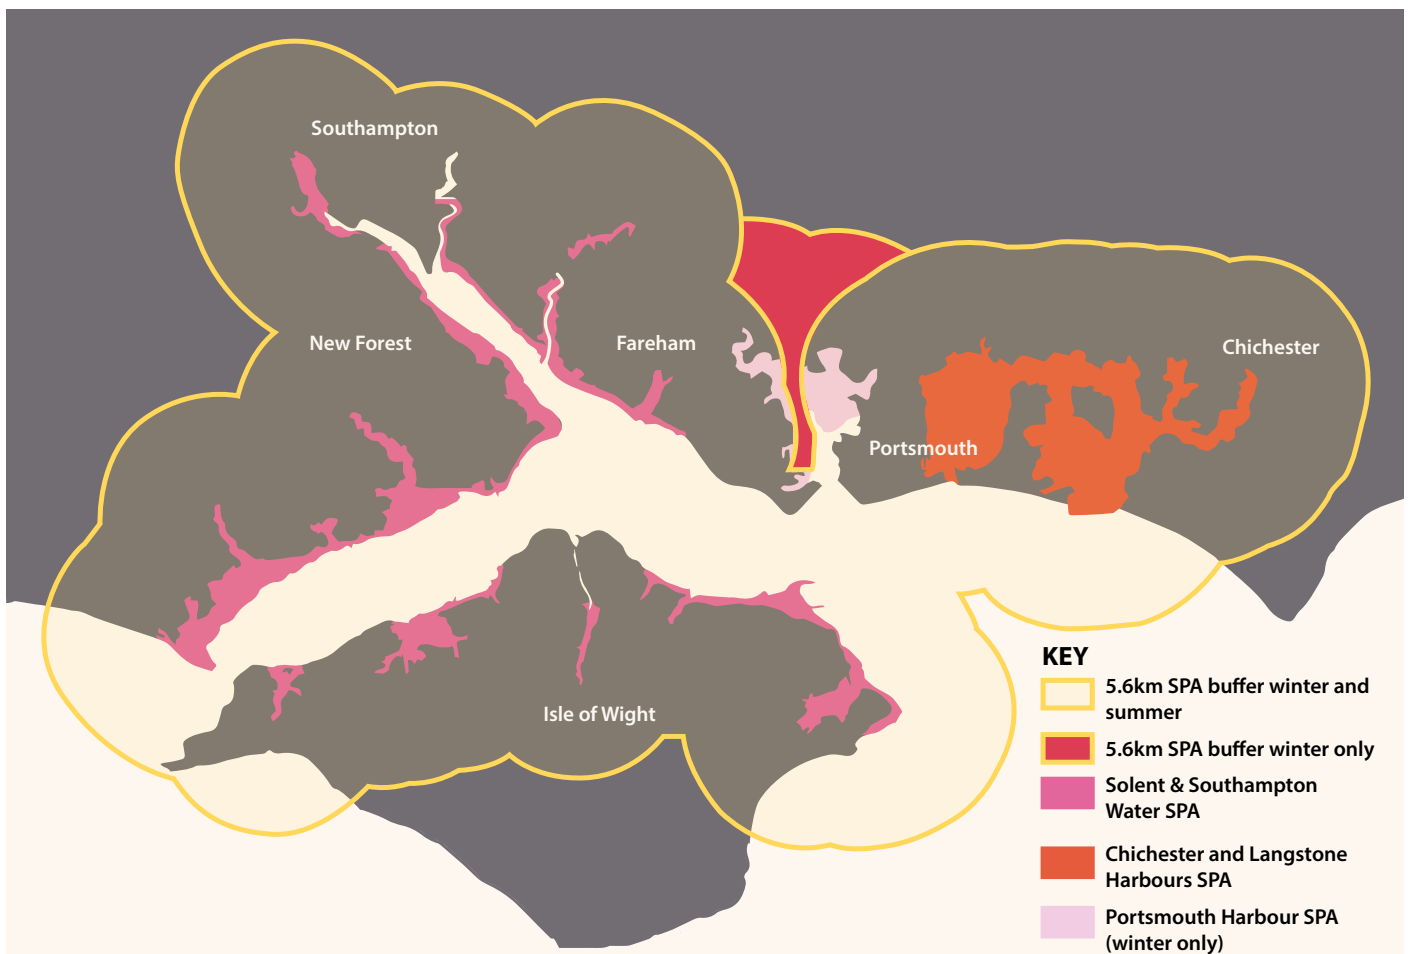 Southampton
New Forest
Fareham
Chichester
Portsmouth
Isle of Wight
KEY
5.6km SPA buffer winter and
summer
5.6km SPA buffer winter only
Solent & Southampton
Water SPA
Chichester and Langstone
Harbours SPA
Portsmouth Harbour SPA
(winter only)